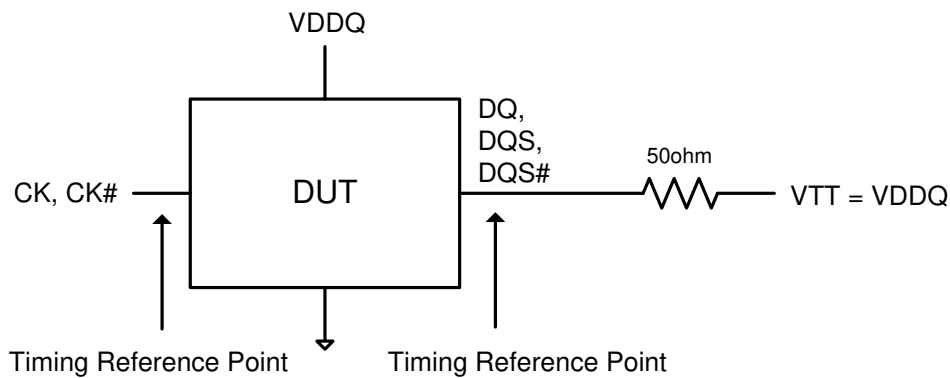 VDDQ
CK, CK#
DUT
DQ,
DQS,
DQS#
50ohm
VTT = VDDQ
Timing Reference Point
Timing Reference Point